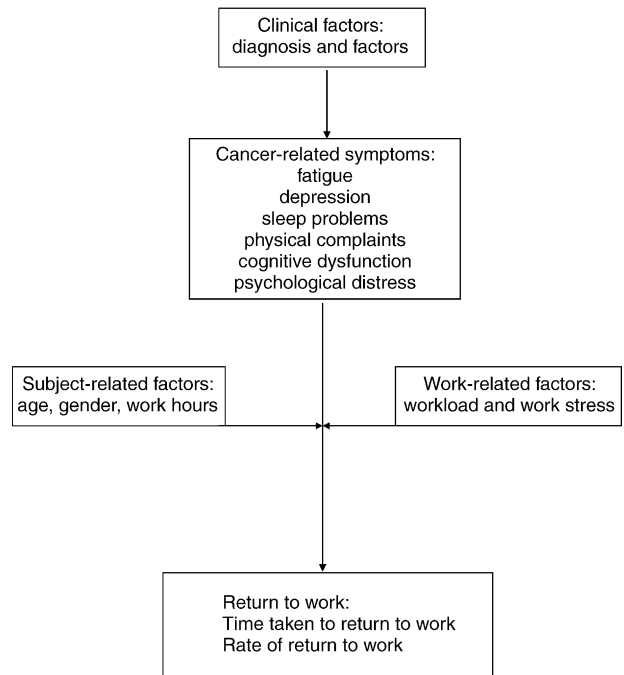 Clinical factors:
diagnosis and factors
Cancer-related symptoms:
fatigue
depression
sleep problems
physical complaints
cognitive dysfunction
psychological distress
Subject-related factors:
age, gender, work hours
Work-related factors:
workload and work stress
Return to work:
Time taken to return to work
Rate of return to work